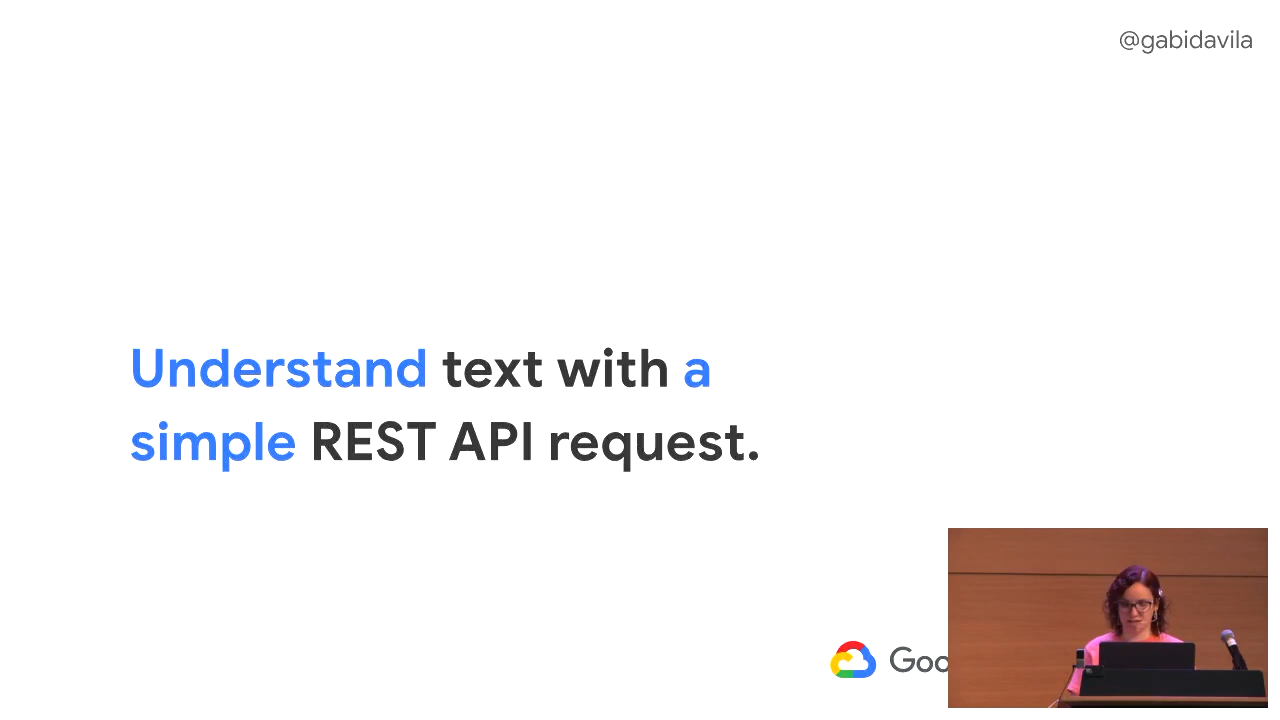 @gabidavila
Understand text with a
simple REST API request.
Goo